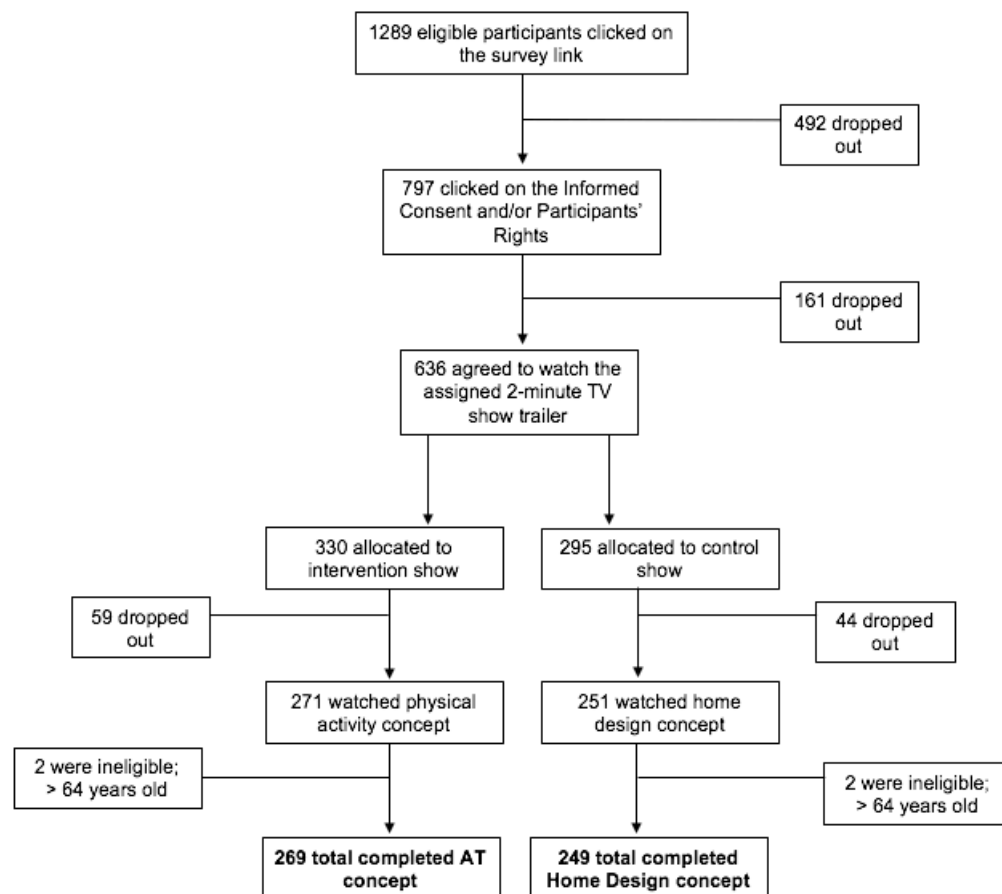 1289 eligible participants clicked on
the survey link
492 dropped
out
797 clicked on the Informed
Consent and/or Participants'
Rights
161 dropped
out
636 agreed to watch the
assigned 2-minute TV
show trailer
330 allocated to
intervention show
295 allocated to control
show
59 dropped
out
44 dropped
out
271 watched physical
activity concept
251 watched home
design concept
2 were ineligible;
> 64 years old
2 were ineligible;
> 64 years old
269 total completed AT
concept
249 total completed
Home Design concept